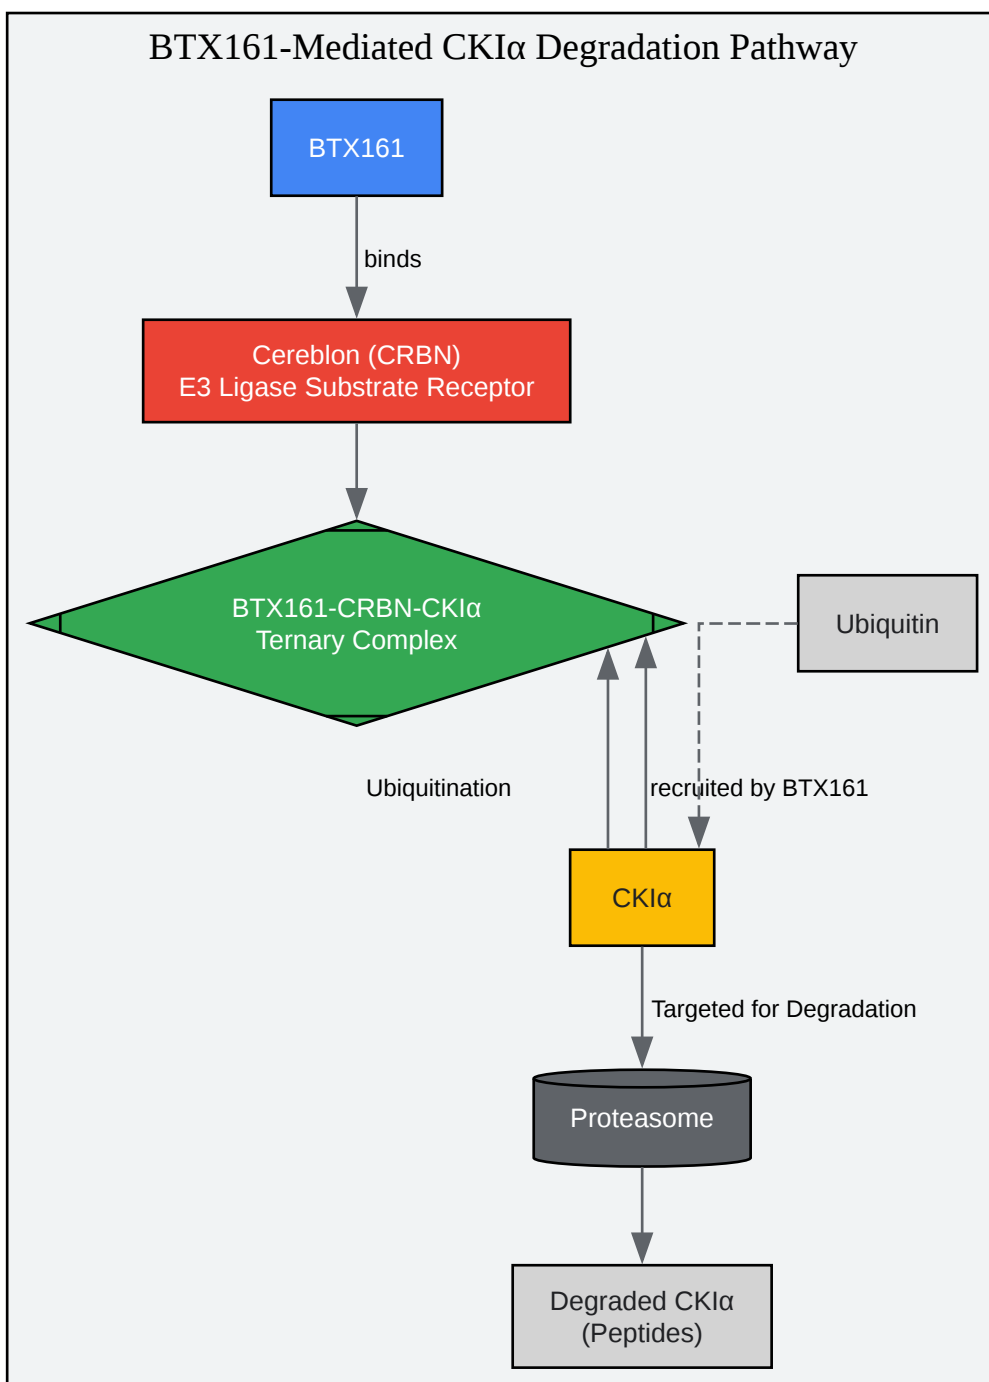 BTX161-Mediated CKIα Degradation Pathway
BTX161
binds
Cereblon (CRBN)
E3 Ligase Substrate Receptor
BTX161-CRBN-CKIα
Ternary Complex
Ubiquitin
Ubiquitination
recruited by BTX161
CKIα
Targeted for Degradation
Proteasome
Degraded CKIα
(Peptides)